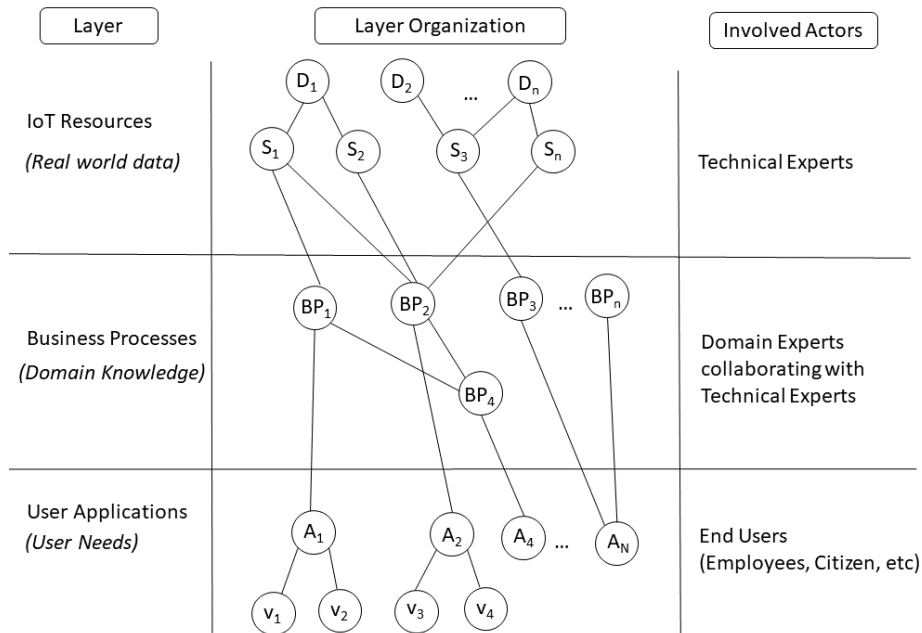 Layer
Layer Organization
Involved Actors
D₁
D₂
...
Dₙ
IoT Resources
(Real world data)
S₁
S₂
S₃
Sₙ
Technical Experts
BP₁
BP₂
BP₃
...
BPₙ
Business Processes
(Domain Knowledge)
BP₄
Domain Experts
collaborating with
Technical Experts
User Applications
(User Needs)
A₁
A₂
A₄
...
A_N
End Users
(Employees, Citizen, etc)
v₁
v₂
v₃
v₄